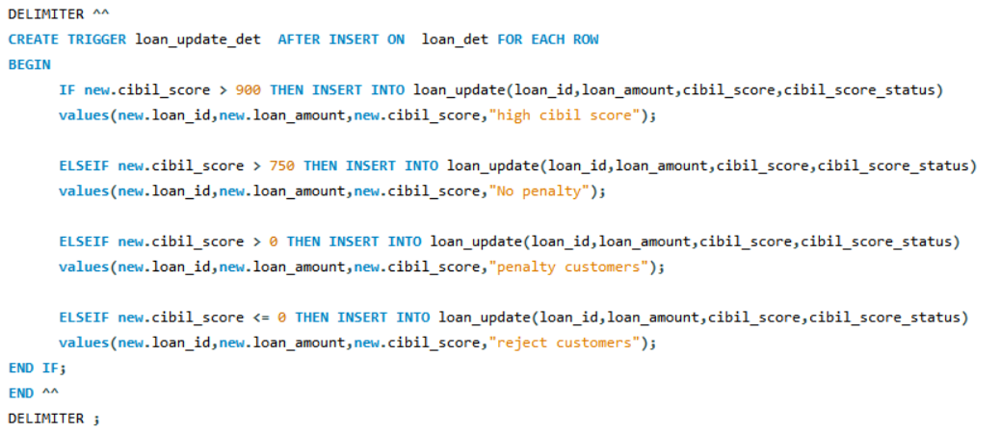 DELIMITER ^^
CREATE TRIGGER loan_update_det  AFTER INSERT ON  loan_det FOR EACH ROW
BEGIN
      IF new.cibil_score > 900 THEN INSERT INTO loan_update(loan_id,loan_amount,cibil_score,cibil_score_status)
      values(new.loan_id,new.loan_amount,new.cibil_score,"high cibil score");
      ELSEIF new.cibil_score > 750 THEN INSERT INTO loan_update(loan_id,loan_amount,cibil_score,cibil_score_status)
      values(new.loan_id,new.loan_amount,new.cibil_score,"No penalty");
      ELSEIF new.cibil_score > 0 THEN INSERT INTO loan_update(loan_id,loan_amount,cibil_score,cibil_score_status)
      values(new.loan_id,new.loan_amount,new.cibil_score,"penalty customers");
      ELSEIF new.cibil_score <= 0 THEN INSERT INTO loan_update(loan_id,loan_amount,cibil_score,cibil_score_status)
      values(new.loan_id,new.loan_amount,new.cibil_score,"reject customers");
END IF;
END ^^
DELIMITER ;